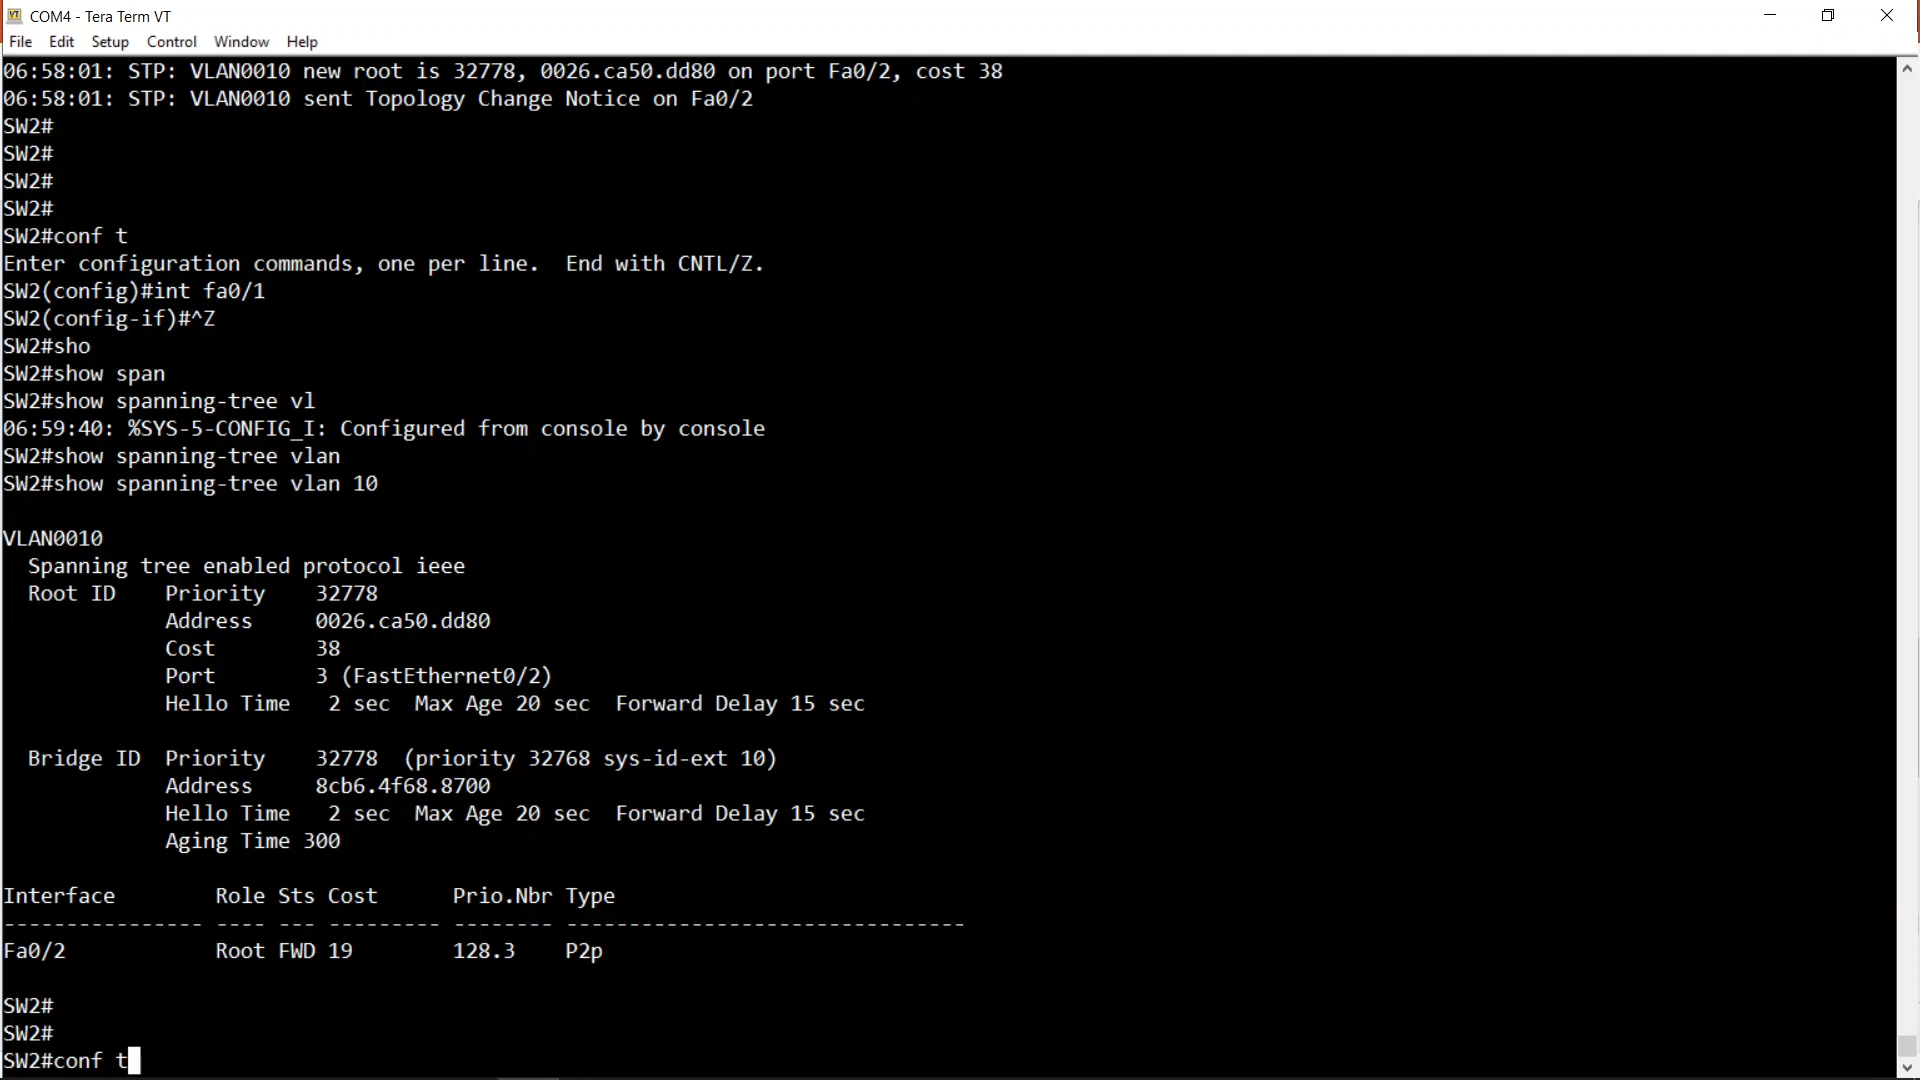 COM4 - Tera Term VT
File Edit Setup Control Window Help
06:58:01: STP: VLAN0010 new root is 32778, 0026.ca50.dd80 on port Fa0/2, cost 38
06:58:01: STP: VLAN0010 sent Topology Change Notice on Fa0/2
SW2#
SW2#
SW2#
SW2#
SW2#conf t
Enter configuration commands, one per line.  End with CNTL/Z.
SW2(config)#int fa0/1
SW2(config-if)#^Z
SW2#sho
SW2#show span
SW2#show spanning-tree vl
06:59:40: %SYS-5-CONFIG_I: Configured from console by console
SW2#show spanning-tree vlan
SW2#show spanning-tree vlan 10
VLAN0010
  Spanning tree enabled protocol ieee
  Root ID    Priority    32778
             Address     0026.ca50.dd80
             Cost        38
             Port        3 (FastEthernet0/2)
             Hello Time   2 sec  Max Age 20 sec  Forward Delay 15 sec
  Bridge ID  Priority    32778  (priority 32768 sys-id-ext 10)
             Address     8cb6.4f68.8700
             Hello Time   2 sec  Max Age 20 sec  Forward Delay 15 sec
             Aging Time 300
Interface        Role Sts Cost      Prio.Nbr Type
---------------- ---- --- --------- -------- --------------------------------
Fa0/2            Root FWD 19        128.3    P2p
SW2#
SW2#
SW2#conf t